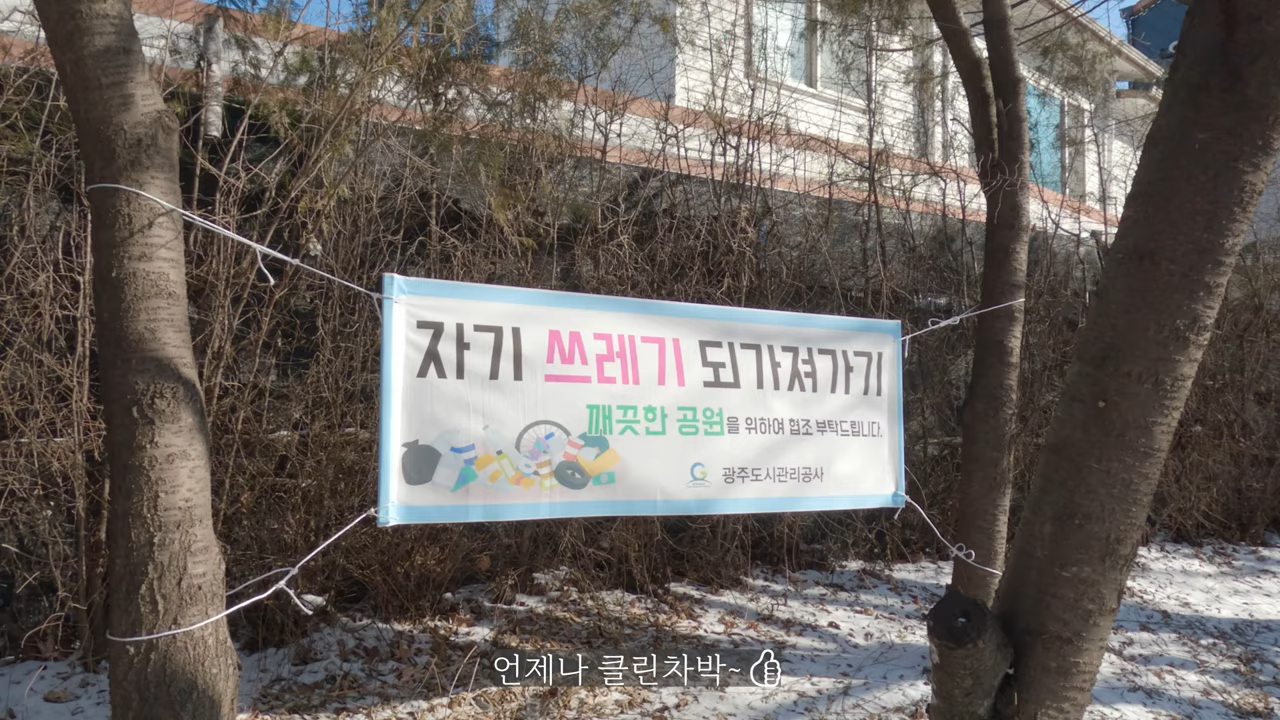 자기 쓰레기 되가져가기
깨끗한 공원을 위하여 협조 부탁드립니다.
광주도시관리공사
언제나 클린차박~